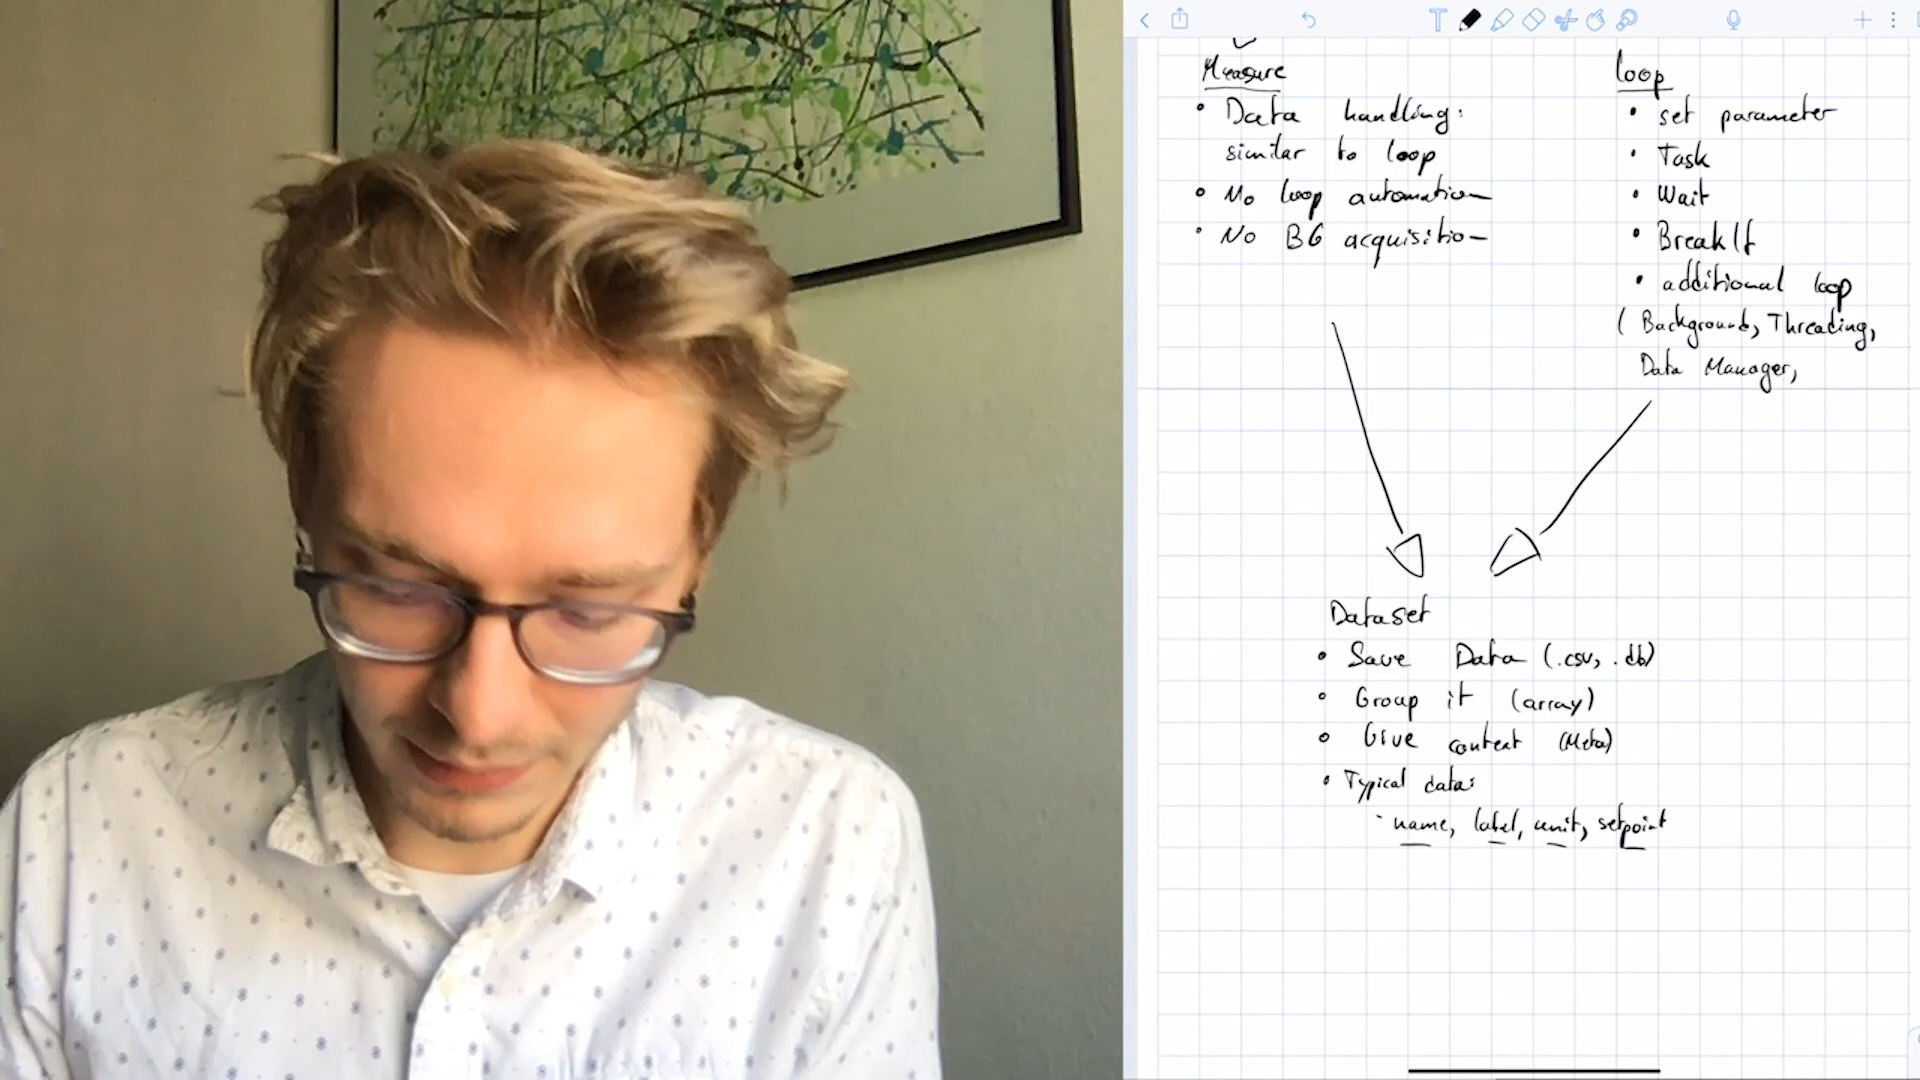 Measure
• Data handling:
similar to loop
• No loop automation
• No BG acquisition
loop
• set parameter
• Task
• Wait
• BreakIf
• additional loop
( Background, Threading,
Data Manager,
Dataset
• Save Data (.csv, .db)
• Group it (array)
• Give context (Meta)
• Typical data:
· name, label, unit, setpoint